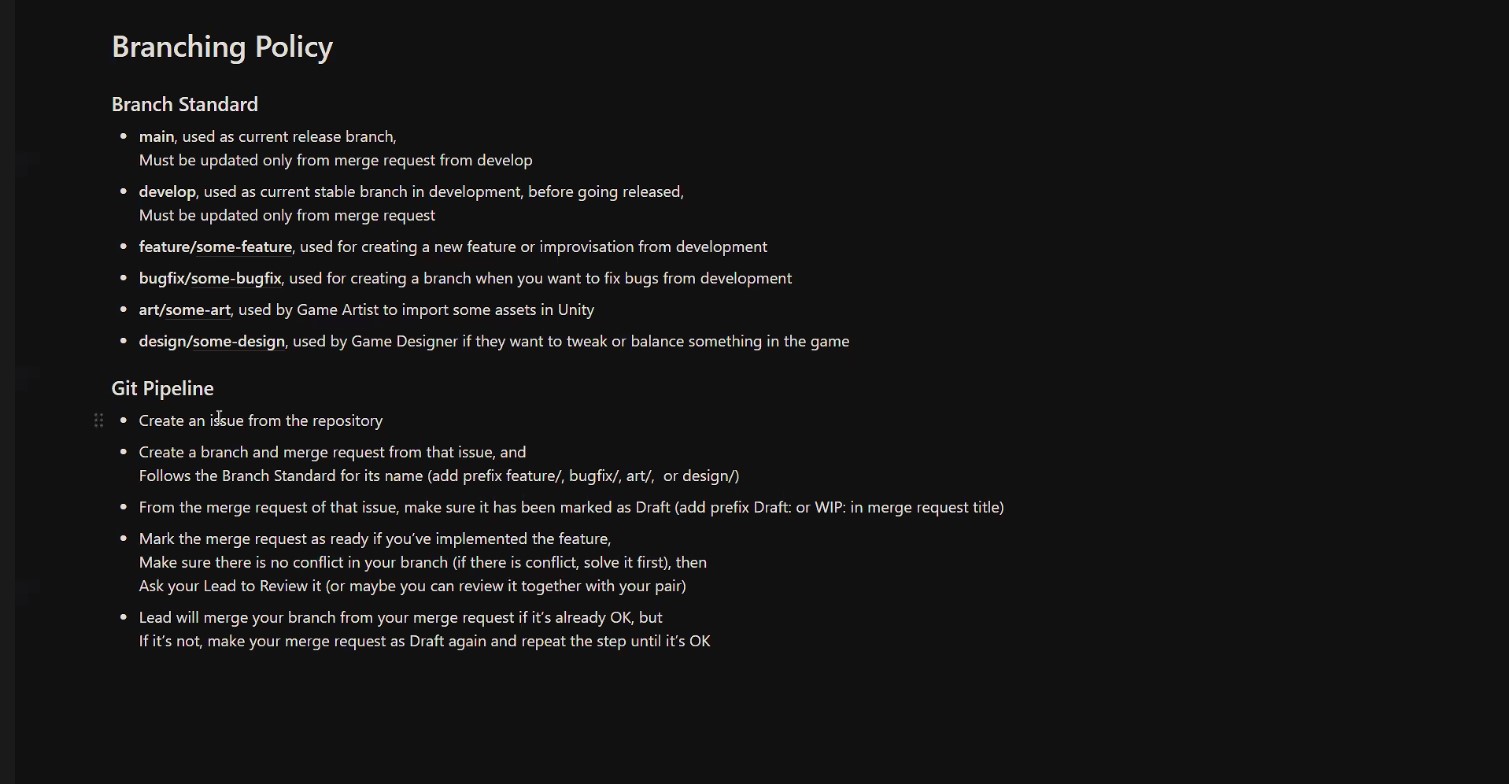 Branching Policy
Branch Standard
main, used as current release branch,
Must be updated only from merge request from develop
develop, used as current stable branch in development, before going released,
Must be updated only from merge request
feature/some-feature, used for creating a new feature or improvisation from development
bugfix/some-bugfix, used for creating a branch when you want to fix bugs from development
art/some-art, used by Game Artist to import some assets in Unity
design/some-design, used by Game Designer if they want to tweak or balance something in the game
Git Pipeline
Create an issue from the repository
Create a branch and merge request from that issue, and
Follows the Branch Standard for its name (add prefix feature/, bugfix/, art/,  or design/)
From the merge request of that issue, make sure it has been marked as Draft (add prefix Draft: or WIP: in merge request title)
Mark the merge request as ready if you’ve implemented the feature,
Make sure there is no conflict in your branch (if there is conflict, solve it first), then
Ask your Lead to Review it (or maybe you can review it together with your pair)
Lead will merge your branch from your merge request if it’s already OK, but
If it’s not, make your merge request as Draft again and repeat the step until it’s OK